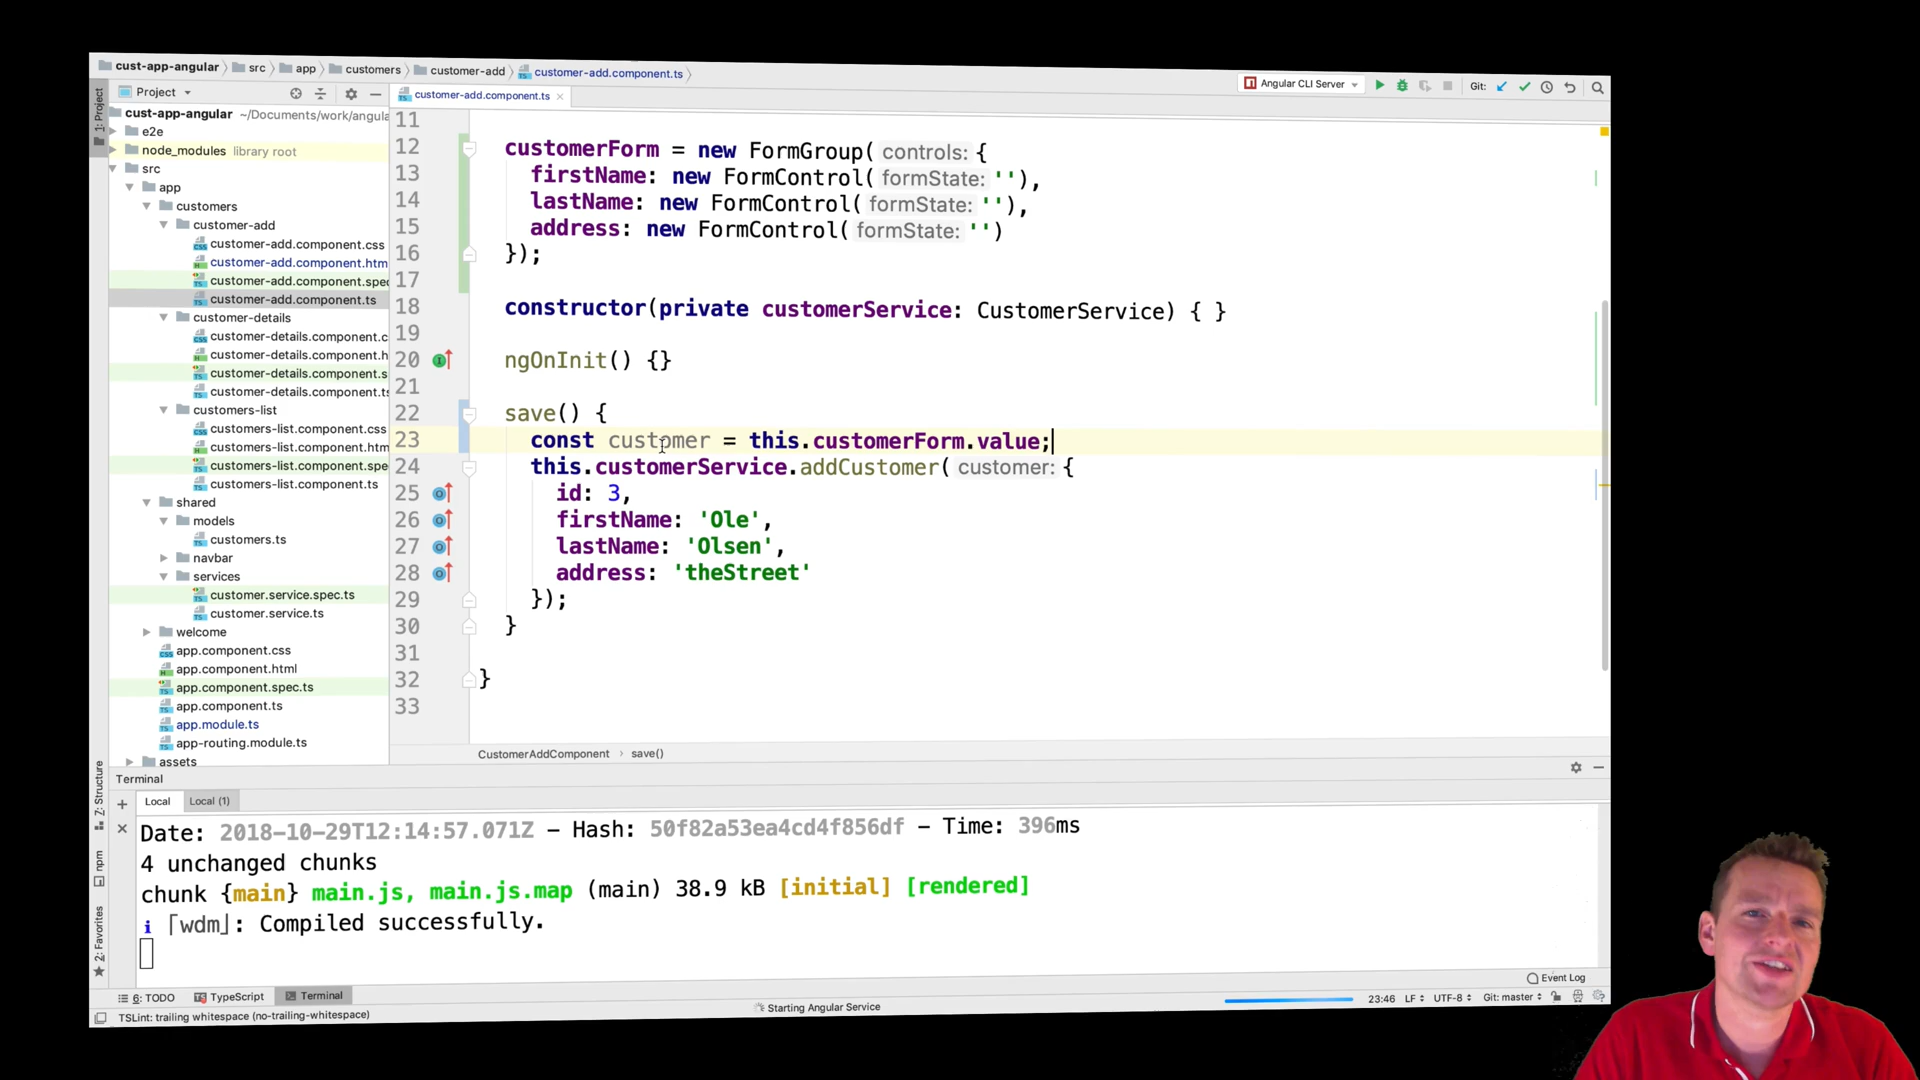 cust-app-angular src app customers customer-add customer-add.component.ts
Angular CLI Server Git:
1: Project
Project
customer-add.component.ts
cust-app-angular ~/Documents/work/angula
e2e
node_modules library root
src
app
customers
customer-add
customer-add.component.css
customer-add.component.htm
customer-add.component.spec
customer-add.component.ts
customer-details
customer-details.component.c
customer-details.component.h
customer-details.component.s
customer-details.component.ts
customers-list
customers-list.component.css
customers-list.component.htm
customers-list.component.spe
customers-list.component.ts
shared
models
customers.ts
navbar
services
customer.service.spec.ts
customer.service.ts
welcome
app.component.css
app.component.html
app.component.spec.ts
app.component.ts
app.module.ts
app-routing.module.ts
assets
11
12 customerForm = new FormGroup( controls: {
13 firstName: new FormControl( formState: ''),
14 lastName: new FormControl( formState: ''),
15 address: new FormControl( formState: '')
16 });
17
18 constructor(private customerService: CustomerService) { }
19
20 ngOnInit() {}
21
22 save() {
23 const customer = this.customerForm.value;
24 this.customerService.addCustomer( customer: {
25 id: 3,
26 firstName: 'Ole',
27 lastName: 'Olsen',
28 address: 'theStreet'
29 });
30 }
31
32 }
33
CustomerAddComponent › save()
7: Structure
npm
2: Favorites
Terminal
Local Local (1)
Date: 2018-10-29T12:14:57.071Z – Hash: 50f82a53ea4cd4f856df – Time: 396ms
4 unchanged chunks
chunk {main} main.js, main.js.map (main) 38.9 kB [initial] [rendered]
i ｢wdm｣: Compiled successfully.
Event Log
6: TODO TypeScript Terminal
Starting Angular Service
23:46 LF UTF-8 Git: master
TSLint: trailing whitespace (no-trailing-whitespace)